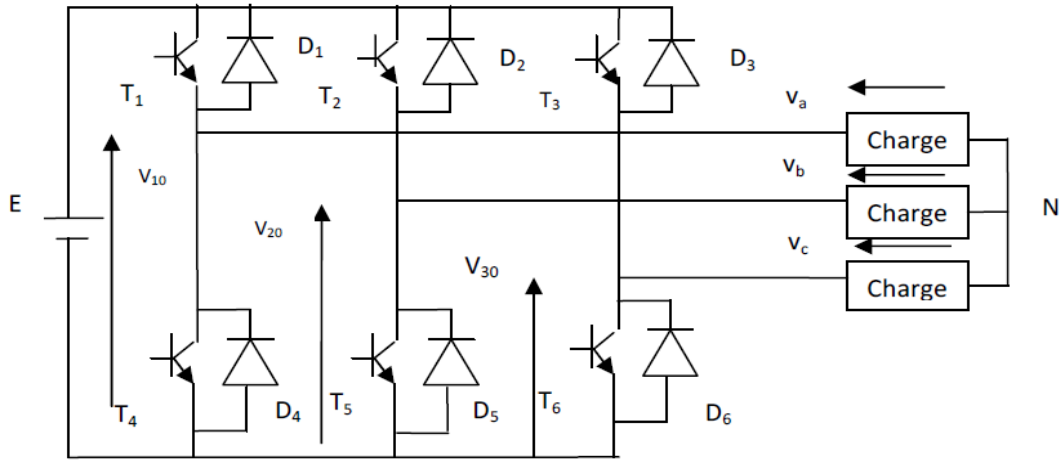 D1
D2
D3
T1
T2
T3
va
Charge
V10
vb
E
Charge
N
V20
vc
V30
Charge
T4
D4
T5
D5
T6
D6